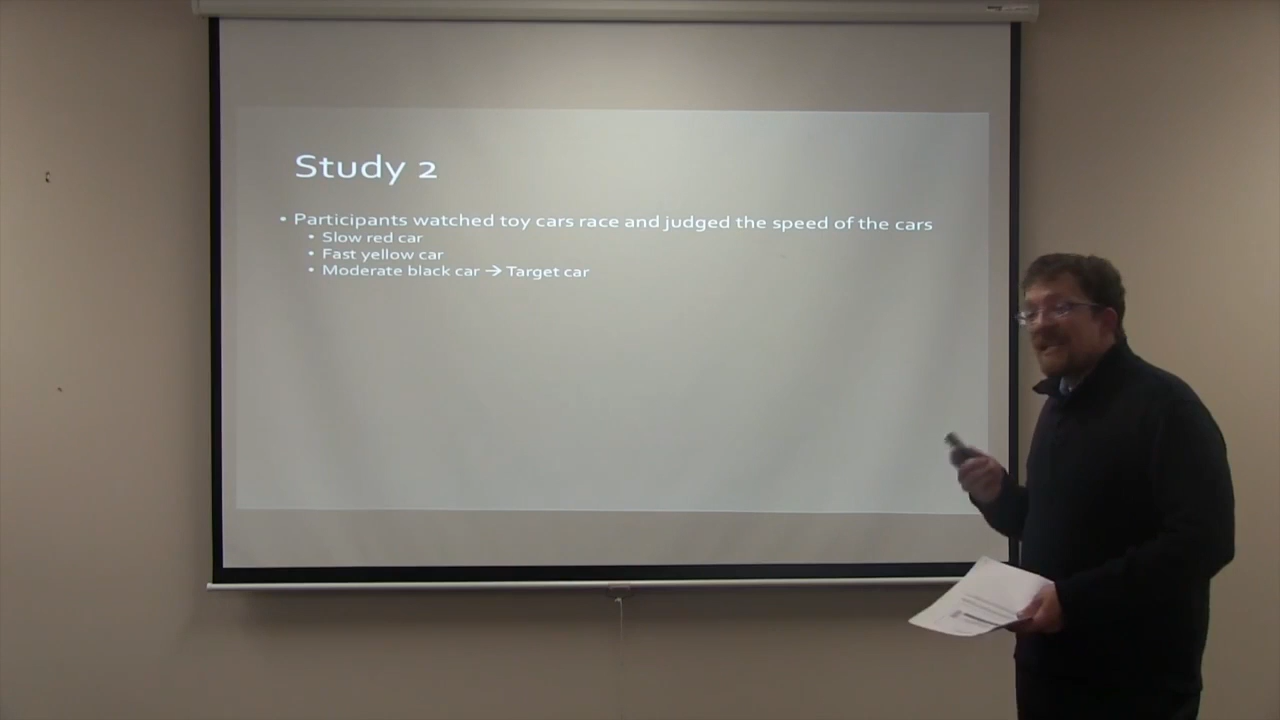 Study 2
• Participants watched toy cars race and judged the speed of the cars
• Slow red car
• Fast yellow car
• Moderate black car → Target car